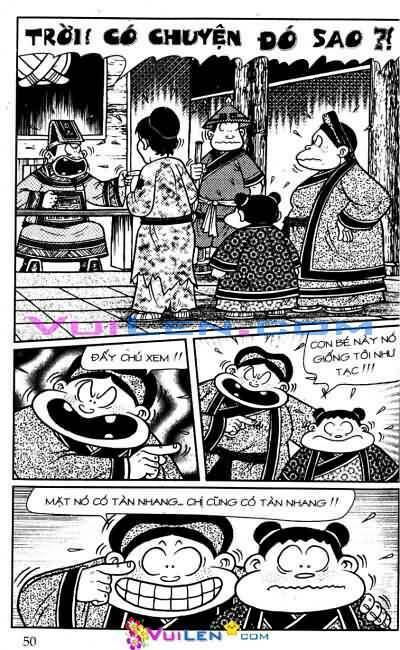 TRỜI! CÓ CHUYỆN ĐÓ SAO?!
VuiLen.com
ĐẤY CHÚ XEM!!
CON BÉ NÀY NÓ
GIỐNG TÔI NHƯ
TẠC!!!
MẶT NÓ CÓ TÀN NHANG... CHỊ CŨNG CÓ TÀN NHANG!!
50
VuiLen.com